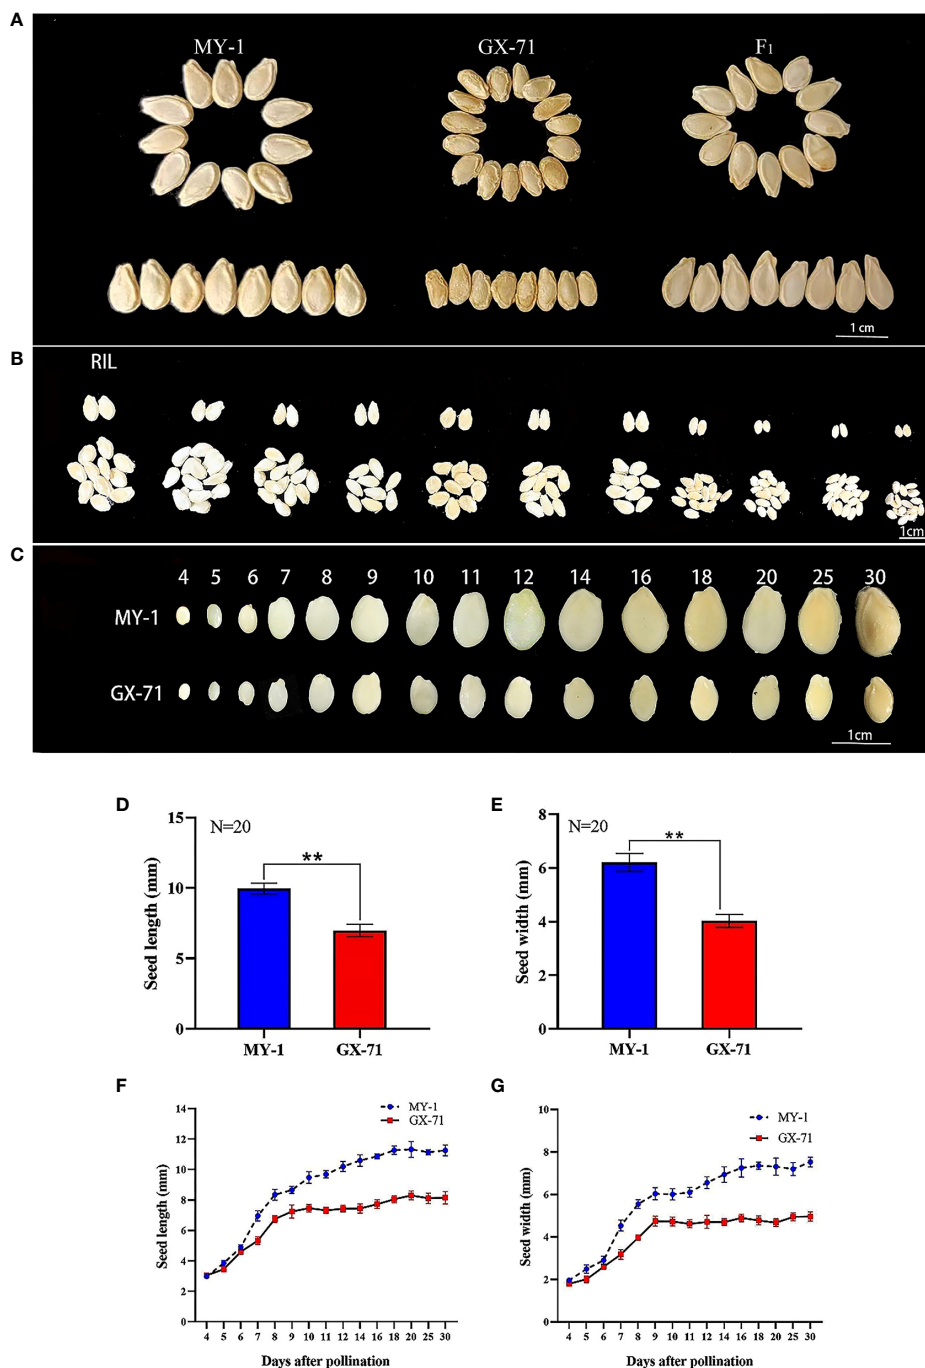 A
MY-1 GX-71 F1
1 cm
B
RIL
1cm
C
4 5 6 7 8 9 10 11 12 14 16 18 20 25 30
MY-1
GX-71
1cm
D
15
N=20
**
10
Seed length (mm)
5
0
MY-1 GX-71
E
8
N=20
**
6
Seed width (mm)
4
2
0
MY-1 GX-71
F
MY-1
GX-71
14
12
10
8
Seed length (mm)
6
4
2
0
4 5 6 7 8 9 10 11 12 14 16 18 20 25 30
Days after pollination
G
MY-1
GX-71
10
8
6
Seed width (mm)
4
2
0
4 5 6 7 8 9 10 11 12 14 16 18 20 25 30
Days after pollination